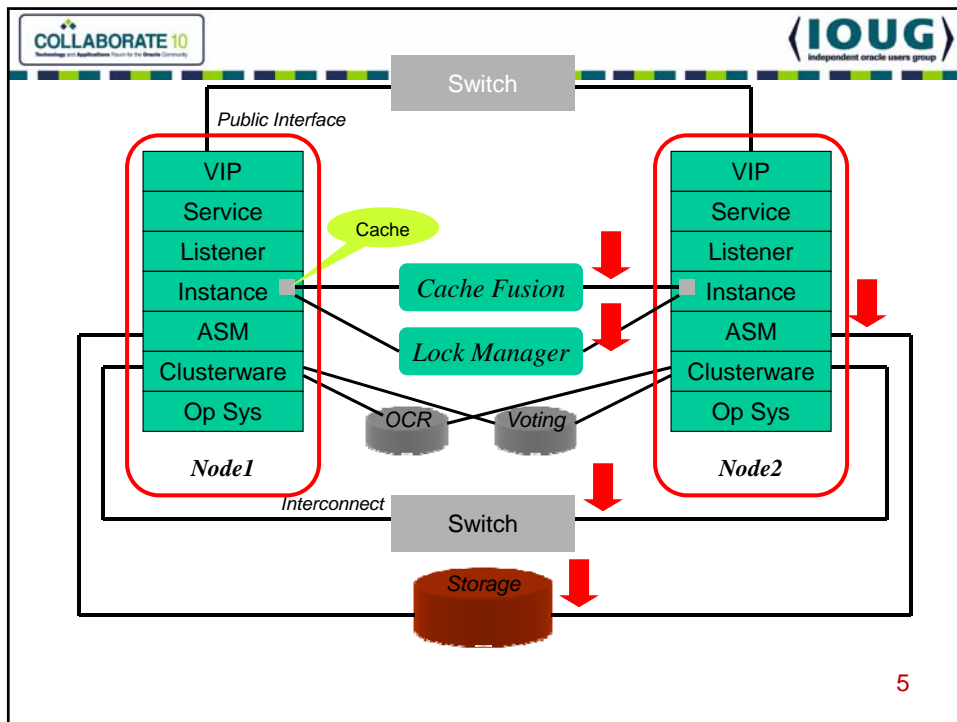 COLLABORATE 10
Technology and Applications Forum for the Oracle Community
IOUG
independent oracle users group
Switch
Public Interface
VIP
Service
Listener
Instance
ASM
Clusterware
Op Sys
Node1
Cache
Cache Fusion
Lock Manager
OCR
Voting
VIP
Service
Listener
Instance
ASM
Clusterware
Op Sys
Node2
Interconnect
Switch
Storage
5